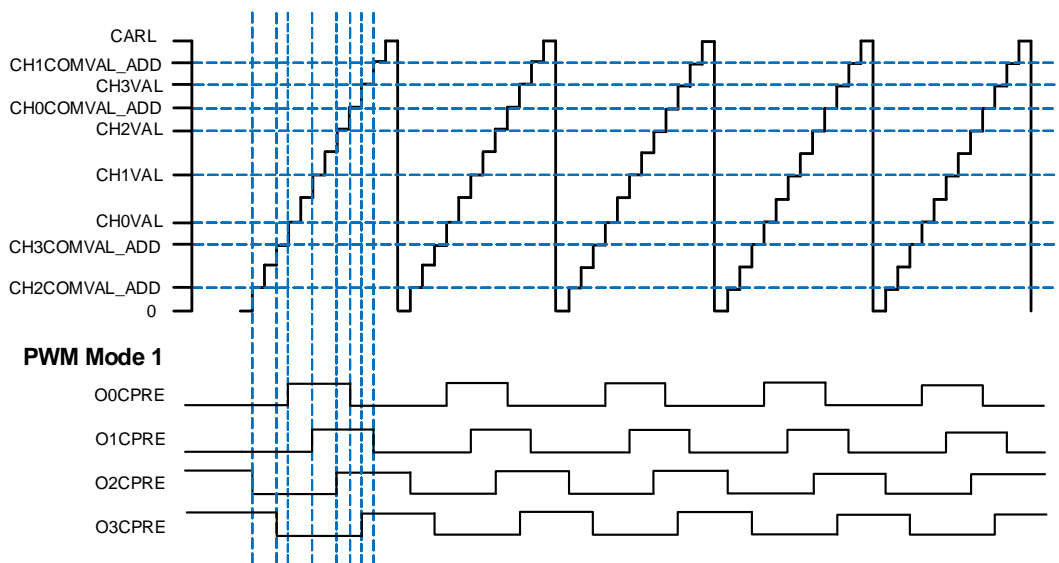 CARL
CH1COMVAL_ADD
CH3VAL
CH0COMVAL_ADD
CH2VAL
CH1VAL
CH0VAL
CH3COMVAL_ADD
CH2COMVAL_ADD
0
PWM Mode 1
O0CPRE
O1CPRE
O2CPRE
O3CPRE